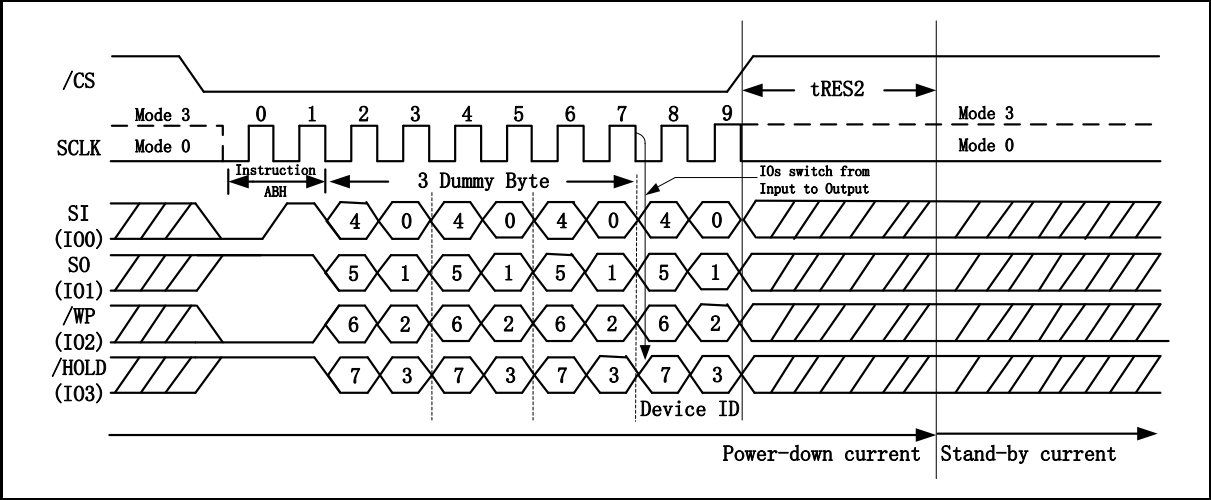 /CS
tRES2
Mode 3 0 1 2 3 4 5 6 7 8 9 Mode 3
SCLK Mode 0 Mode 0
Instruction
ABH
3 Dummy Byte
IOs switch from
Input to Output
SI
(IO0)
4 0 4 0 4 0 4 0
SO
(IO1)
5 1 5 1 5 1 5 1
/WP
(IO2)
6 2 6 2 6 2 6 2
/HOLD
(IO3)
7 3 7 3 7 3 7 3
Device ID
Power-down current Stand-by current